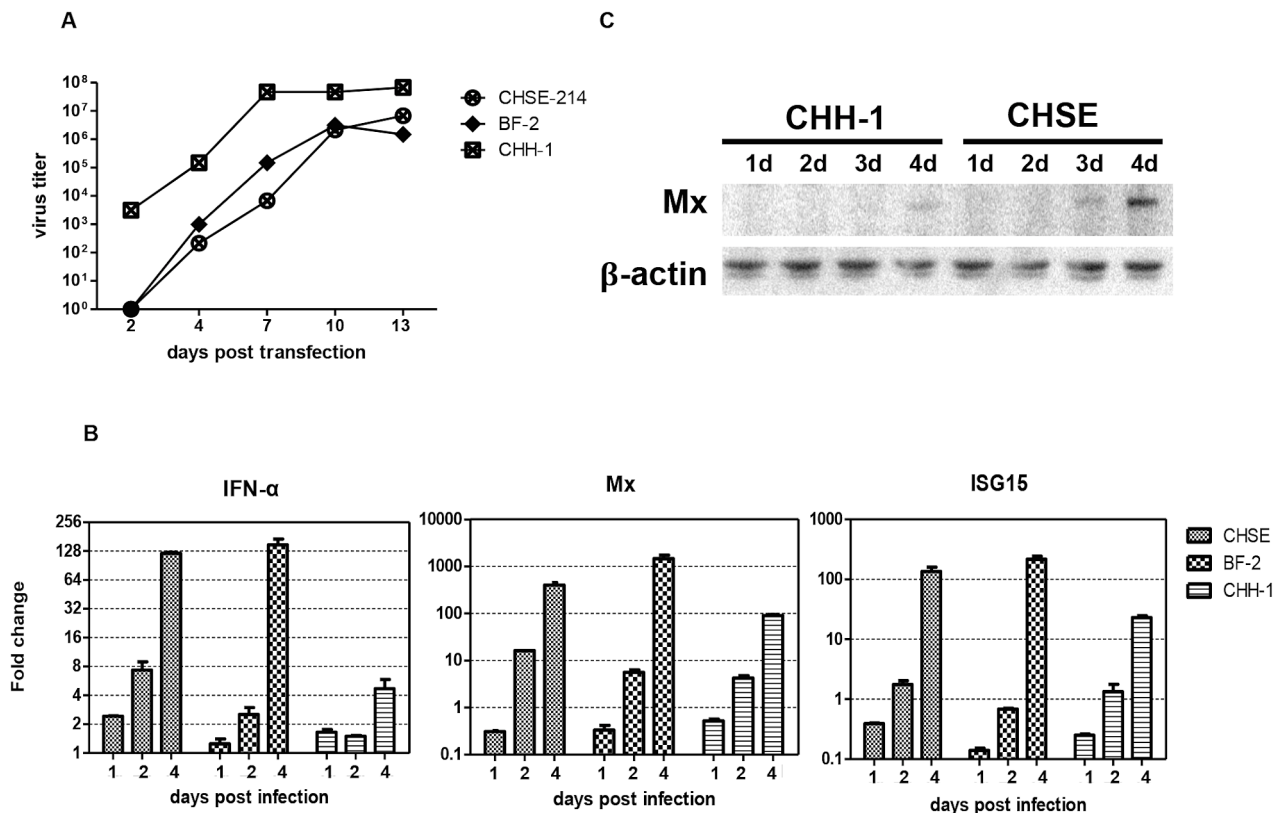 A
virus titer
10⁸
10⁷
10⁶
10⁵
10⁴
10³
10²
10¹
10⁰
2 4 7 10 13
days post transfection
CHSE-214
BF-2
CHH-1
C
CHH-1 CHSE
1d 2d 3d 4d 1d 2d 3d 4d
Mx
β-actin
B
IFN-α
Fold change
256
128
64
32
16
8
4
2
1
1 2 4 1 2 4 1 2 4
days post infection
Mx
10000
1000
100
10
1
0.1
1 2 4 1 2 4 1 2 4
days post infection
ISG15
1000
100
10
1
0.1
1 2 4 1 2 4 1 2 4
days post infection
CHSE
BF-2
CHH-1